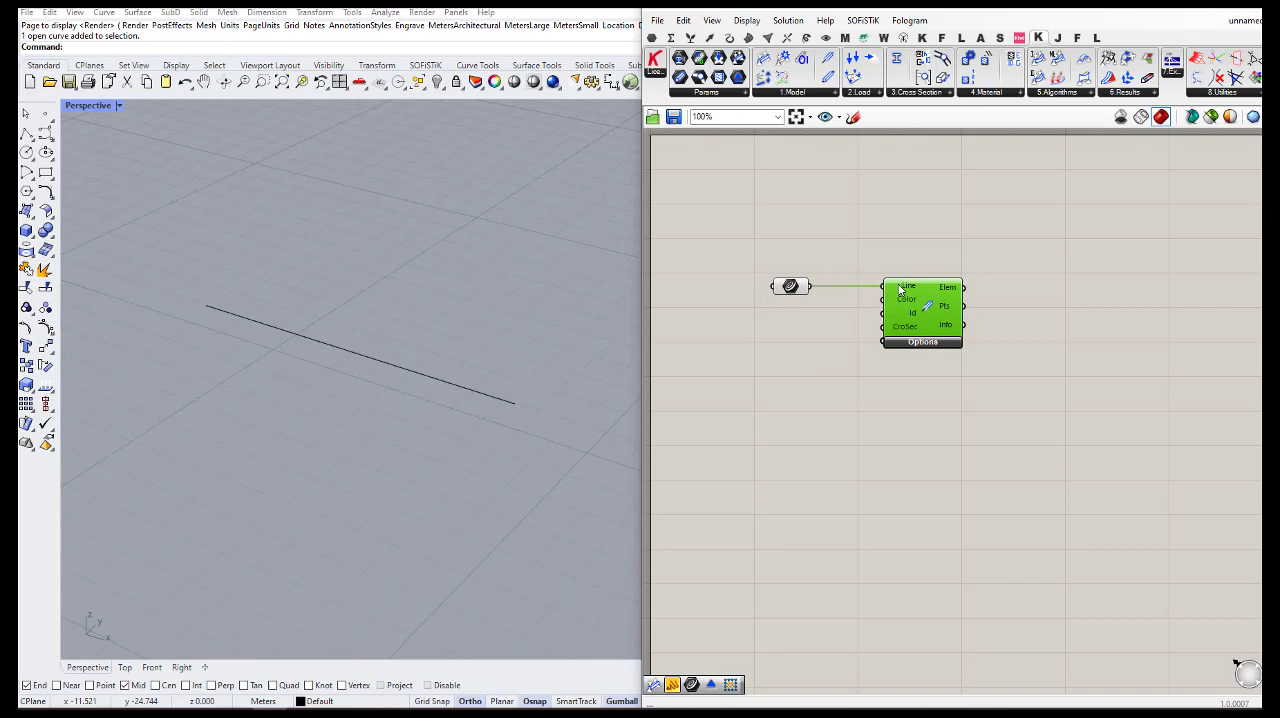 File Edit View Curve Surface SubD Solid Mesh Dimension Transform Tools Analyze Render Panels
Page to display <Render> ( Render PostEffects Mesh Units PageUnits Grid Notes AnnotationStyles Engrave MetersArchitectural MetersLarge MetersSmall Location
1 open curve added to selection.
Command:
Standard CPlanes Set View Display Select Viewport Layout Visibility Transform SOFiSTiK Curve Tools Surface Tools Solid Tools
Perspective
z
y
x
Perspective Top Front Right
End Near Point Mid Cen Int Perp Tan Quad Knot Vertex Project Disable
CPlane x -11.521 y -24.744 z 0.000 Meters Default Grid Snap Ortho Planar Osnap SmartTrack Gumball
File Edit View Display Solution Help SOFiSTiK Fologram unnamed
M W K F L A S K J F L
Params 1.Model 2.Load 3.Cross Section 4.Material 5.Algorithms 6.Results 7.Ex... 8.Utilities
100%
Line Elem
Color
Pts
Id
CroSec Info
Options
1.0.0007